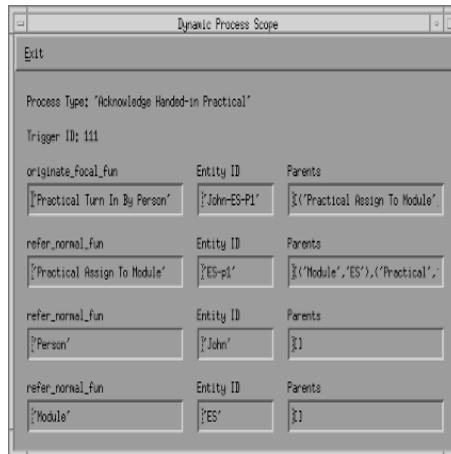 Dynamic Process Scope
Exit
Process Type: 'Acknowledge Handed-in Practical'
Trigger ID: 111
originate_focal_fun Entity ID Parents
'Practical Turn In By Person' 'John-ES-P1' [('Practical Assign To Module',
refer_normal_fun Entity ID Parents
'Practical Assign To Module' 'ES-p1' [('Module','ES'),('Practical',
refer_normal_fun Entity ID Parents
'Person' 'John' []
refer_normal_fun Entity ID Parents
'Module' 'ES' []